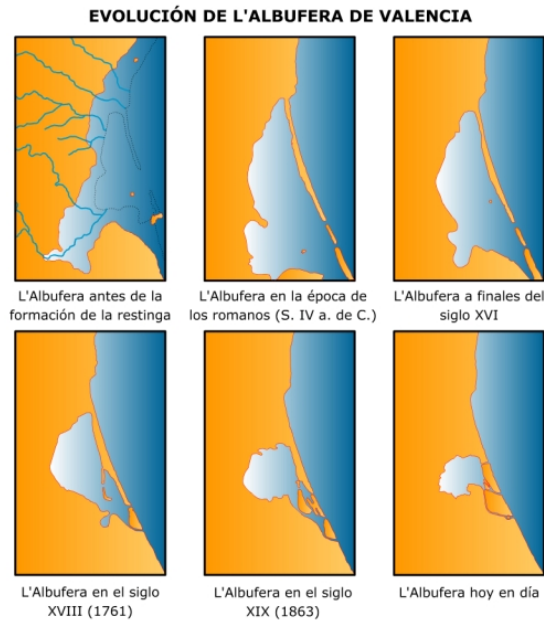 EVOLUCIÓN DE L'ALBUFERA DE VALENCIA
L'Albufera antes de la
formación de la restinga
L'Albufera en la época de
los romanos (S. IV a. de C.)
L'Albufera a finales del
siglo XVI
L'Albufera en el siglo
XVIII (1761)
L'Albufera en el siglo
XIX (1863)
L'Albufera hoy en día